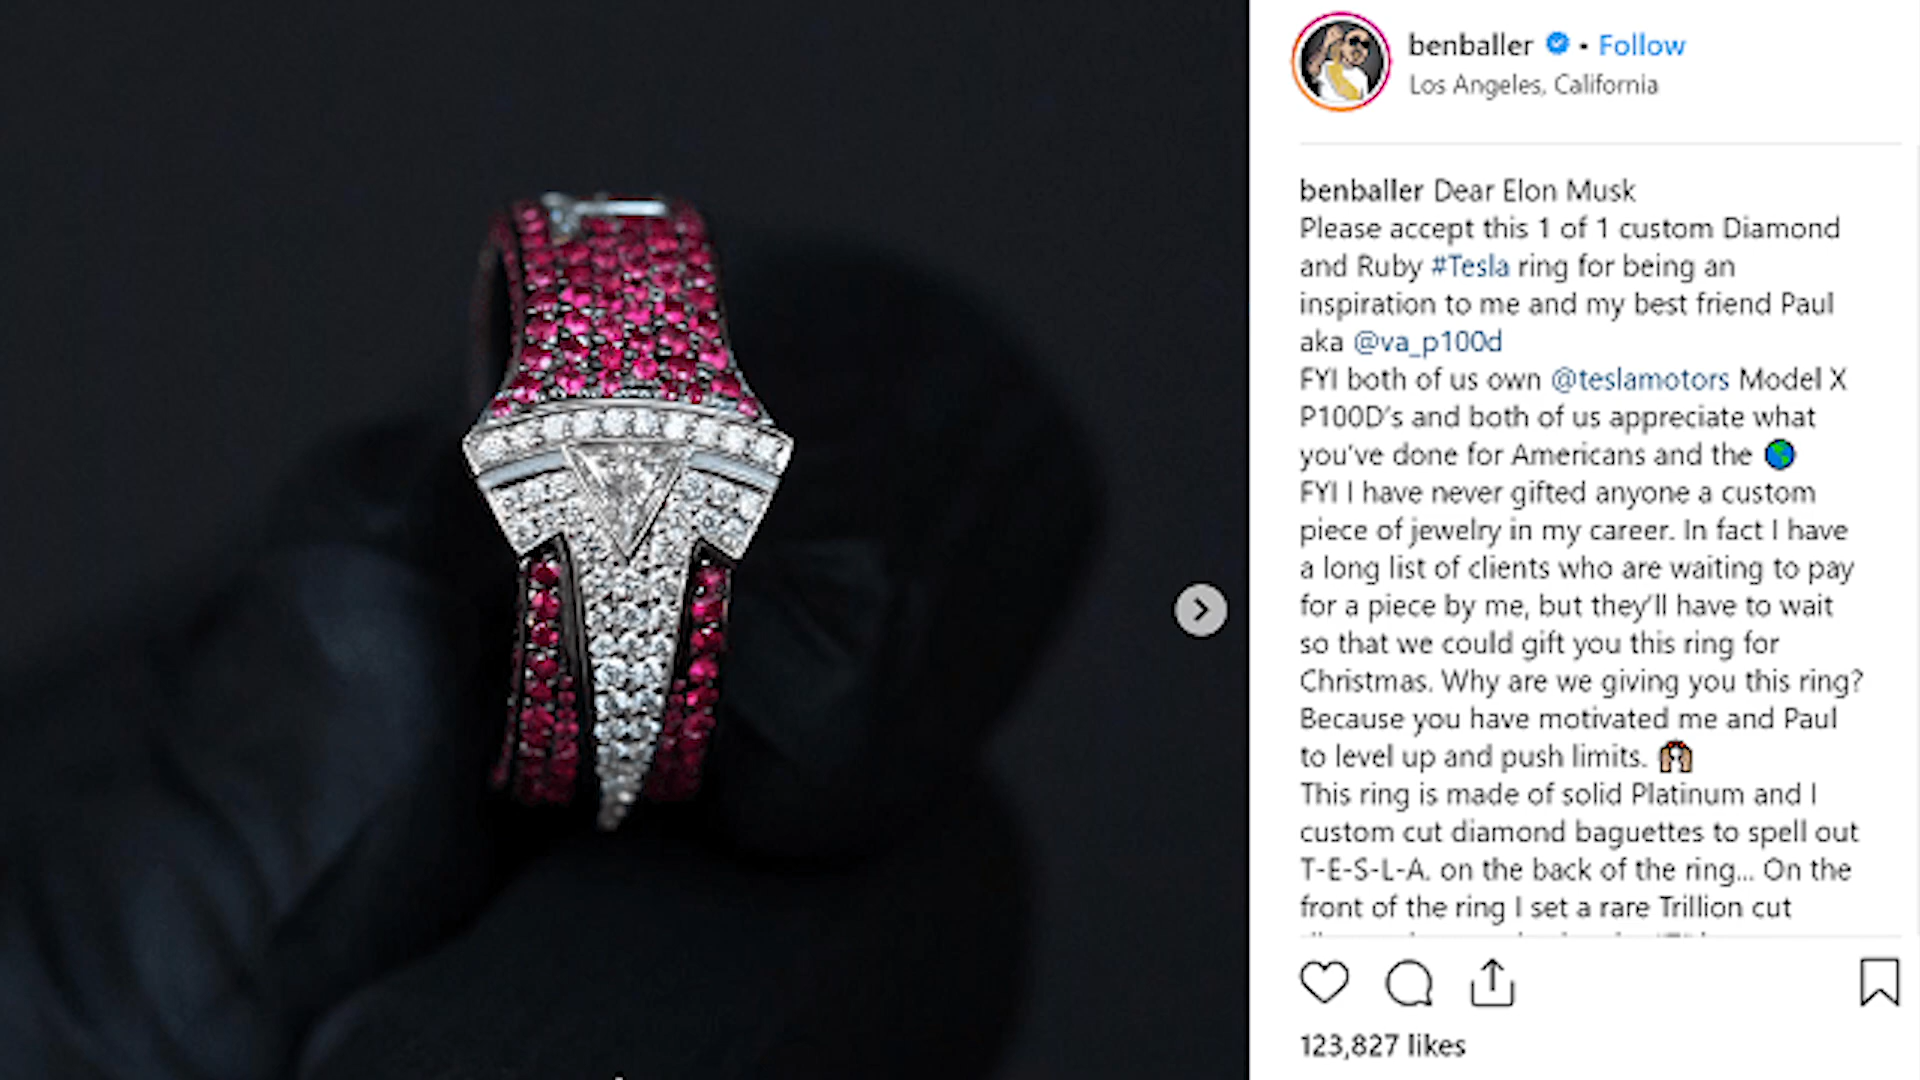 benballer • Follow
Los Angeles, California
benballer Dear Elon Musk
Please accept this 1 of 1 custom Diamond
and Ruby #Tesla ring for being an
inspiration to me and my best friend Paul
aka @va_p100d
FYI both of us own @teslamotors Model X
P100D's and both of us appreciate what
you've done for Americans and the 🌎
FYI I have never gifted anyone a custom
piece of jewelry in my career. In fact I have
a long list of clients who are waiting to pay
for a piece by me, but they'll have to wait
so that we could gift you this ring for
Christmas. Why are we giving you this ring?
Because you have motivated me and Paul
to level up and push limits. 🙌
This ring is made of solid Platinum and I
custom cut diamond baguettes to spell out
T-E-S-L-A. on the back of the ring... On the
front of the ring I set a rare Trillion cut
123,827 likes